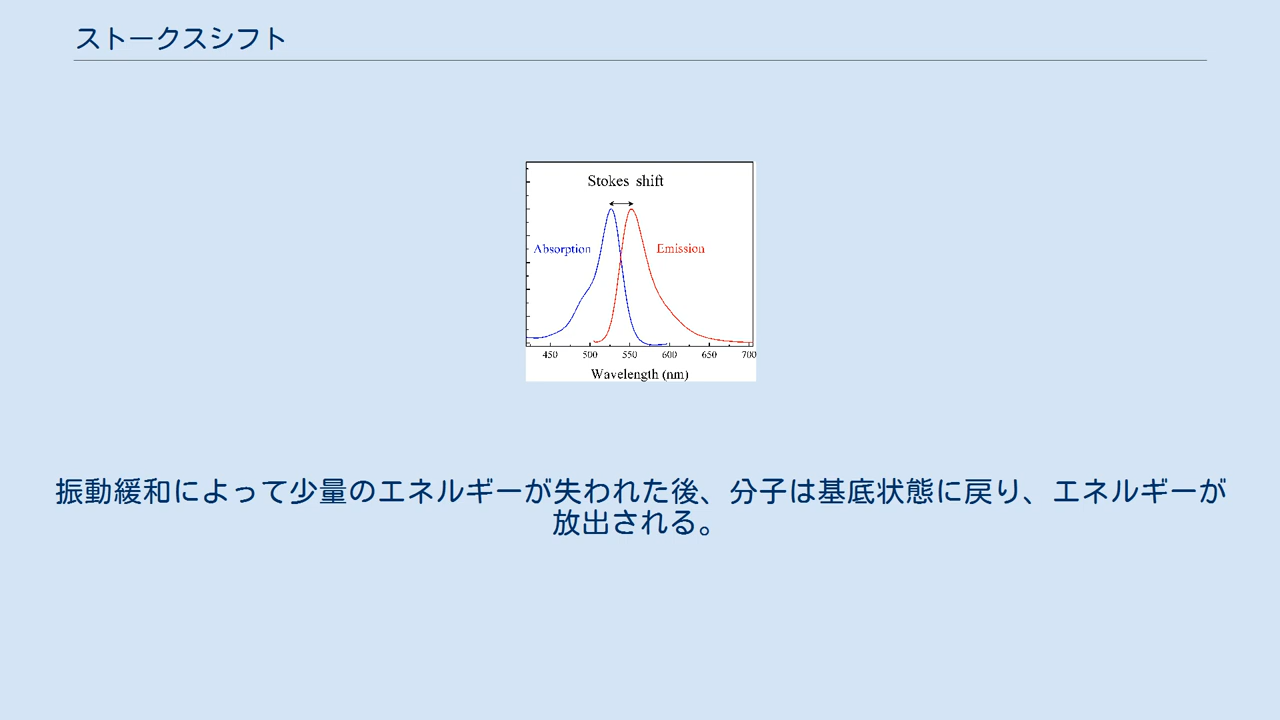 ストークスシフト
Stokes shift
Absorption
Emission
450 500 550 600 650 700
Wavelength (nm)
振動緩和によって少量のエネルギーが失われた後、分子は基底状態に戻り、エネルギーが
放出される。